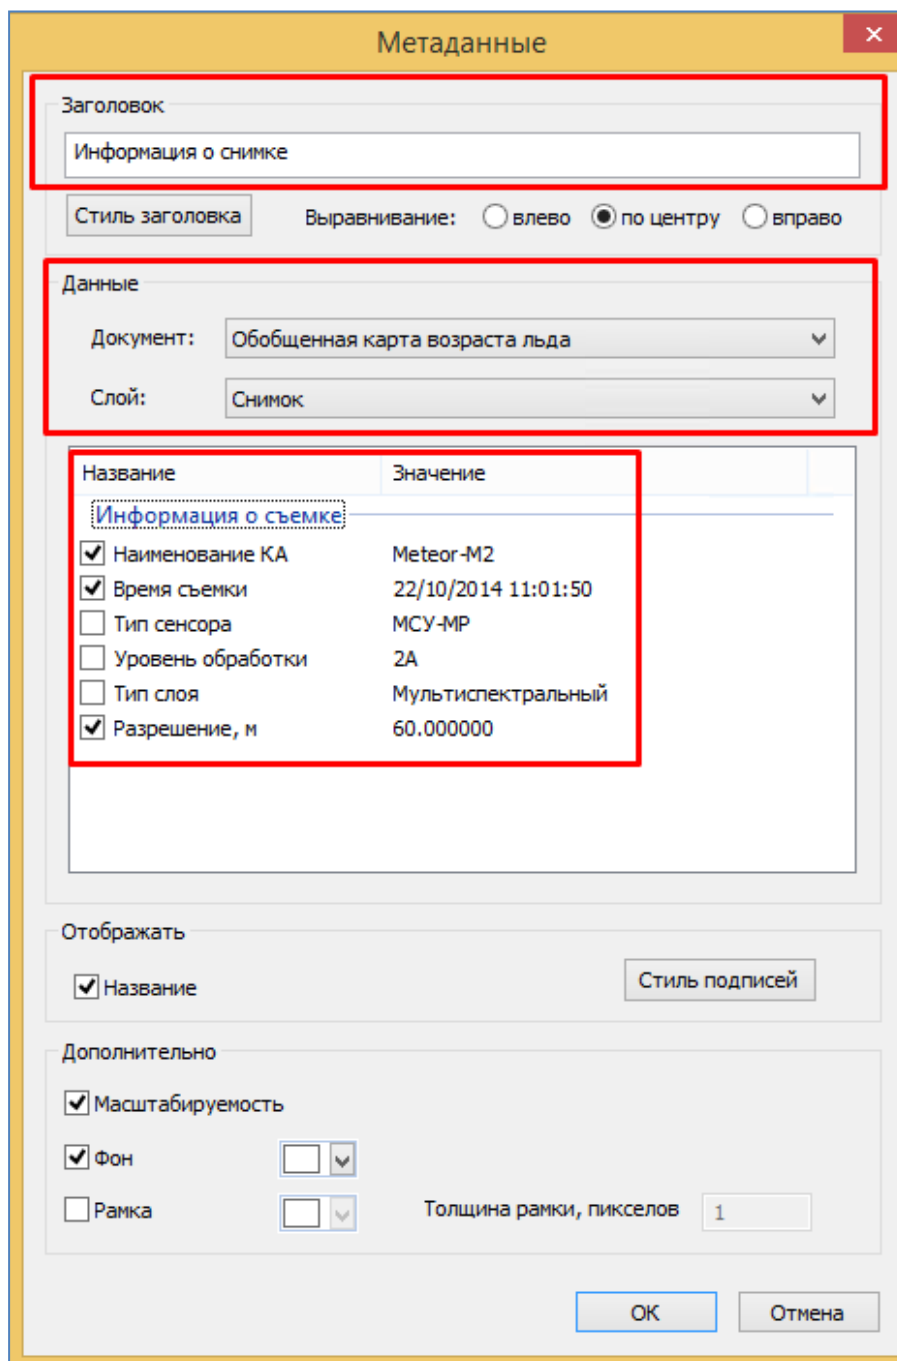 Метаданные
Заголовок
Информация о снимке
Стиль заголовка Выравнивание: влево по центру вправо
Данные
Документ: Обобщенная карта возраста льда
Слой: Снимок
Название Значение
Информация о съемке
Наименование КА Meteor-M2
Время съемки 22/10/2014 11:01:50
Тип сенсора МСУ-МР
Уровень обработки 2A
Тип слоя Мультиспектральный
Разрешение, м 60.000000
Отображать
Название Стиль подписей
Дополнительно
Масштабируемость
Фон
Рамка Толщина рамки, пикселов 1
ОК Отмена